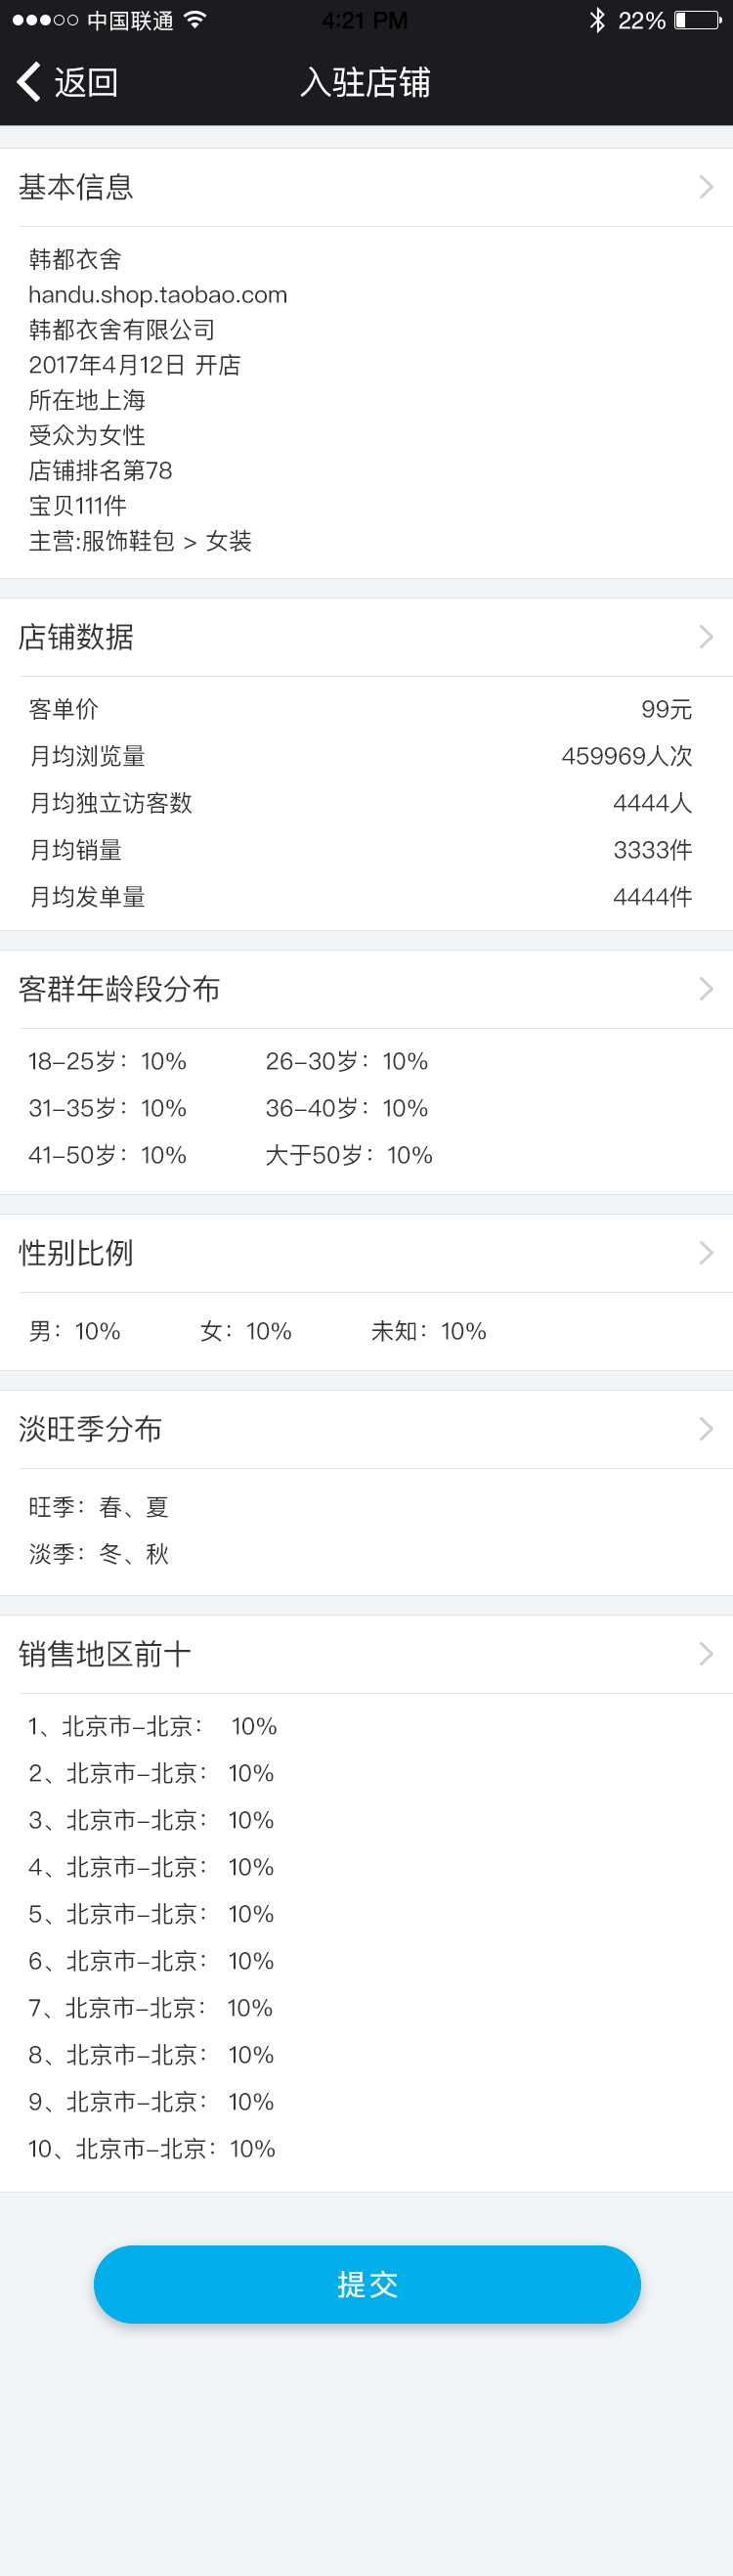 中国联通 4:21 PM 22%
返回 入驻店铺
基本信息
韩都衣舍
handu.shop.taobao.com
韩都衣舍有限公司
2017年4月12日 开店
所在地上海
受众为女性
店铺排名第78
宝贝111件
主营:服饰鞋包 > 女装
店铺数据
客单价 99元
月均浏览量 459969人次
月均独立访客数 4444人
月均销量 3333件
月均发单量 4444件
客群年龄段分布
18-25岁：10% 26-30岁：10%
31-35岁：10% 36-40岁：10%
41-50岁：10% 大于50岁：10%
性别比例
男：10% 女：10% 未知：10%
淡旺季分布
旺季：春、夏
淡季：冬、秋
销售地区前十
1、北京市-北京： 10%
2、北京市-北京： 10%
3、北京市-北京： 10%
4、北京市-北京： 10%
5、北京市-北京： 10%
6、北京市-北京： 10%
7、北京市-北京： 10%
8、北京市-北京： 10%
9、北京市-北京： 10%
10、北京市-北京：10%
提交